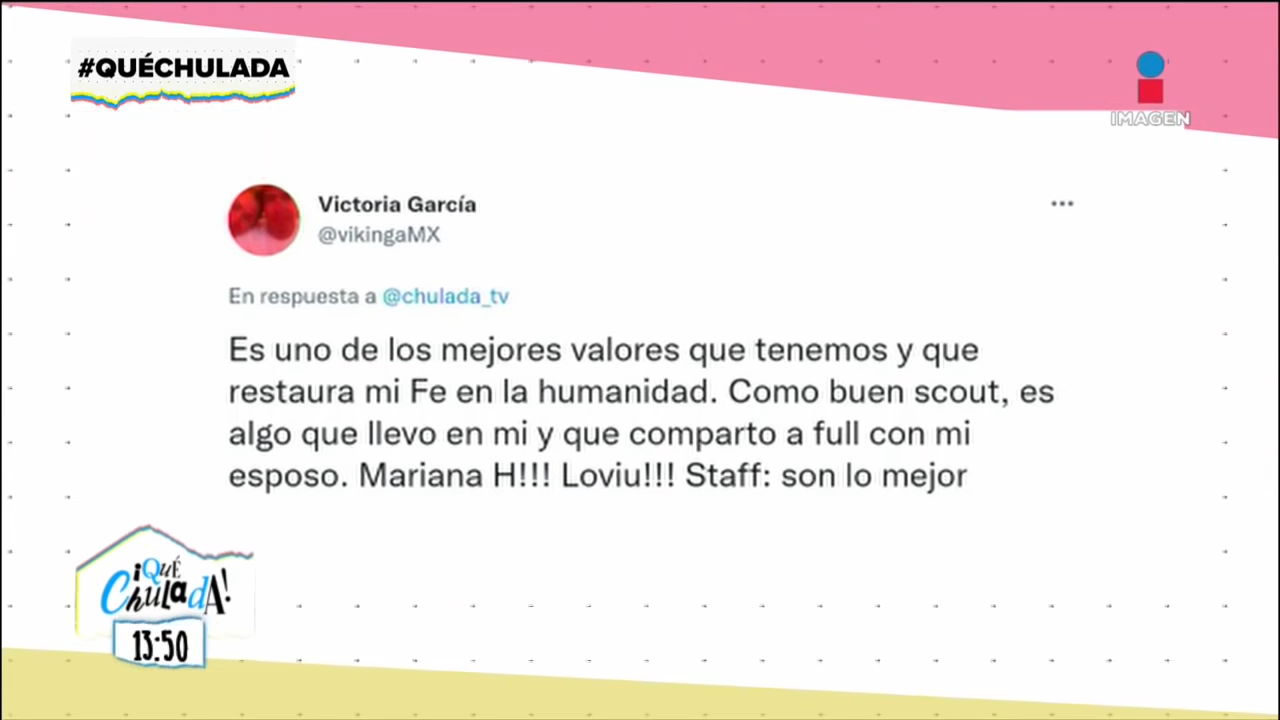 #QUÉCHULADA
IMAGEN
Victoria García
@vikingaMX
En respuesta a @chulada_tv
Es uno de los mejores valores que tenemos y que
restaura mi Fe en la humanidad. Como buen scout, es
algo que llevo en mi y que comparto a full con mi
esposo. Mariana H!!! Loviu!!! Staff: son lo mejor
¡QUÉ
ChuladA!
13:50